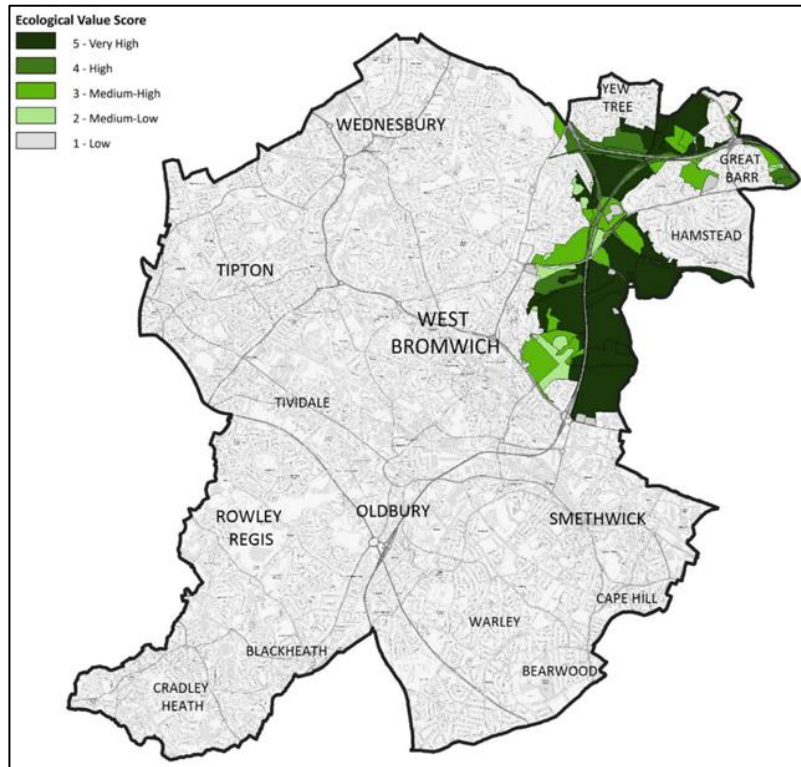 Ecological Value Score
5 - Very High
4 - High
3 - Medium-High
2 - Medium-Low
1 - Low
YEW
TREE
WEDNESBURY
GREAT
BARR
HAMSTEAD
TIPTON
WEST
BROMWICH
TIVIDALE
ROWLEY
REGIS
OLDBURY
SMETHWICK
CAPE HILL
WARLEY
BLACKHEATH
BEARWOOD
CRADLEY
HEATH